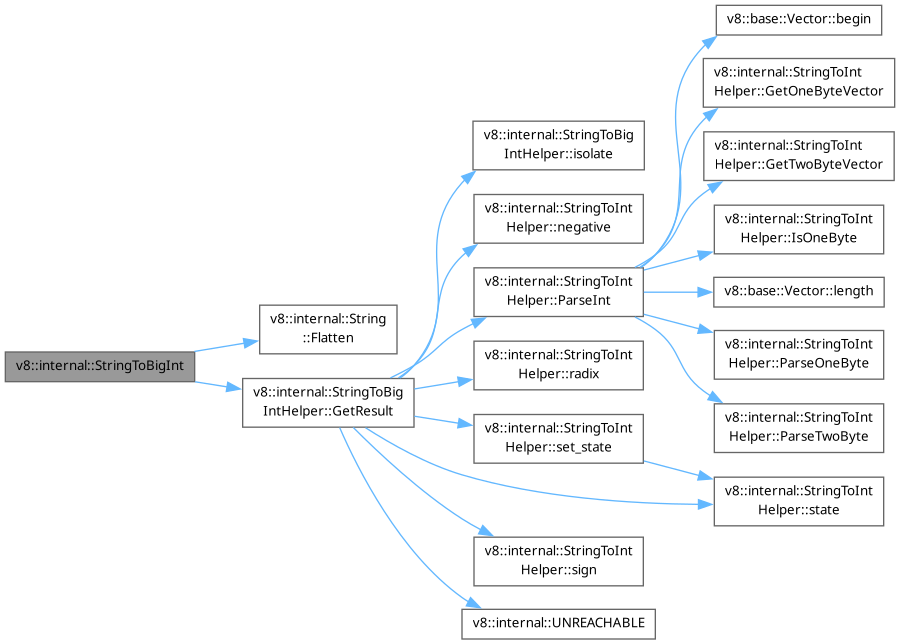 v8::internal::StringToBigInt
v8::internal::String
::Flatten
v8::internal::StringToBig
IntHelper::GetResult
v8::internal::StringToBig
IntHelper::isolate
v8::internal::StringToInt
Helper::negative
v8::internal::StringToInt
Helper::ParseInt
v8::internal::StringToInt
Helper::radix
v8::internal::StringToInt
Helper::set_state
v8::internal::StringToInt
Helper::sign
v8::internal::UNREACHABLE
v8::base::Vector::begin
v8::internal::StringToInt
Helper::GetOneByteVector
v8::internal::StringToInt
Helper::GetTwoByteVector
v8::internal::StringToInt
Helper::IsOneByte
v8::base::Vector::length
v8::internal::StringToInt
Helper::ParseOneByte
v8::internal::StringToInt
Helper::ParseTwoByte
v8::internal::StringToInt
Helper::state